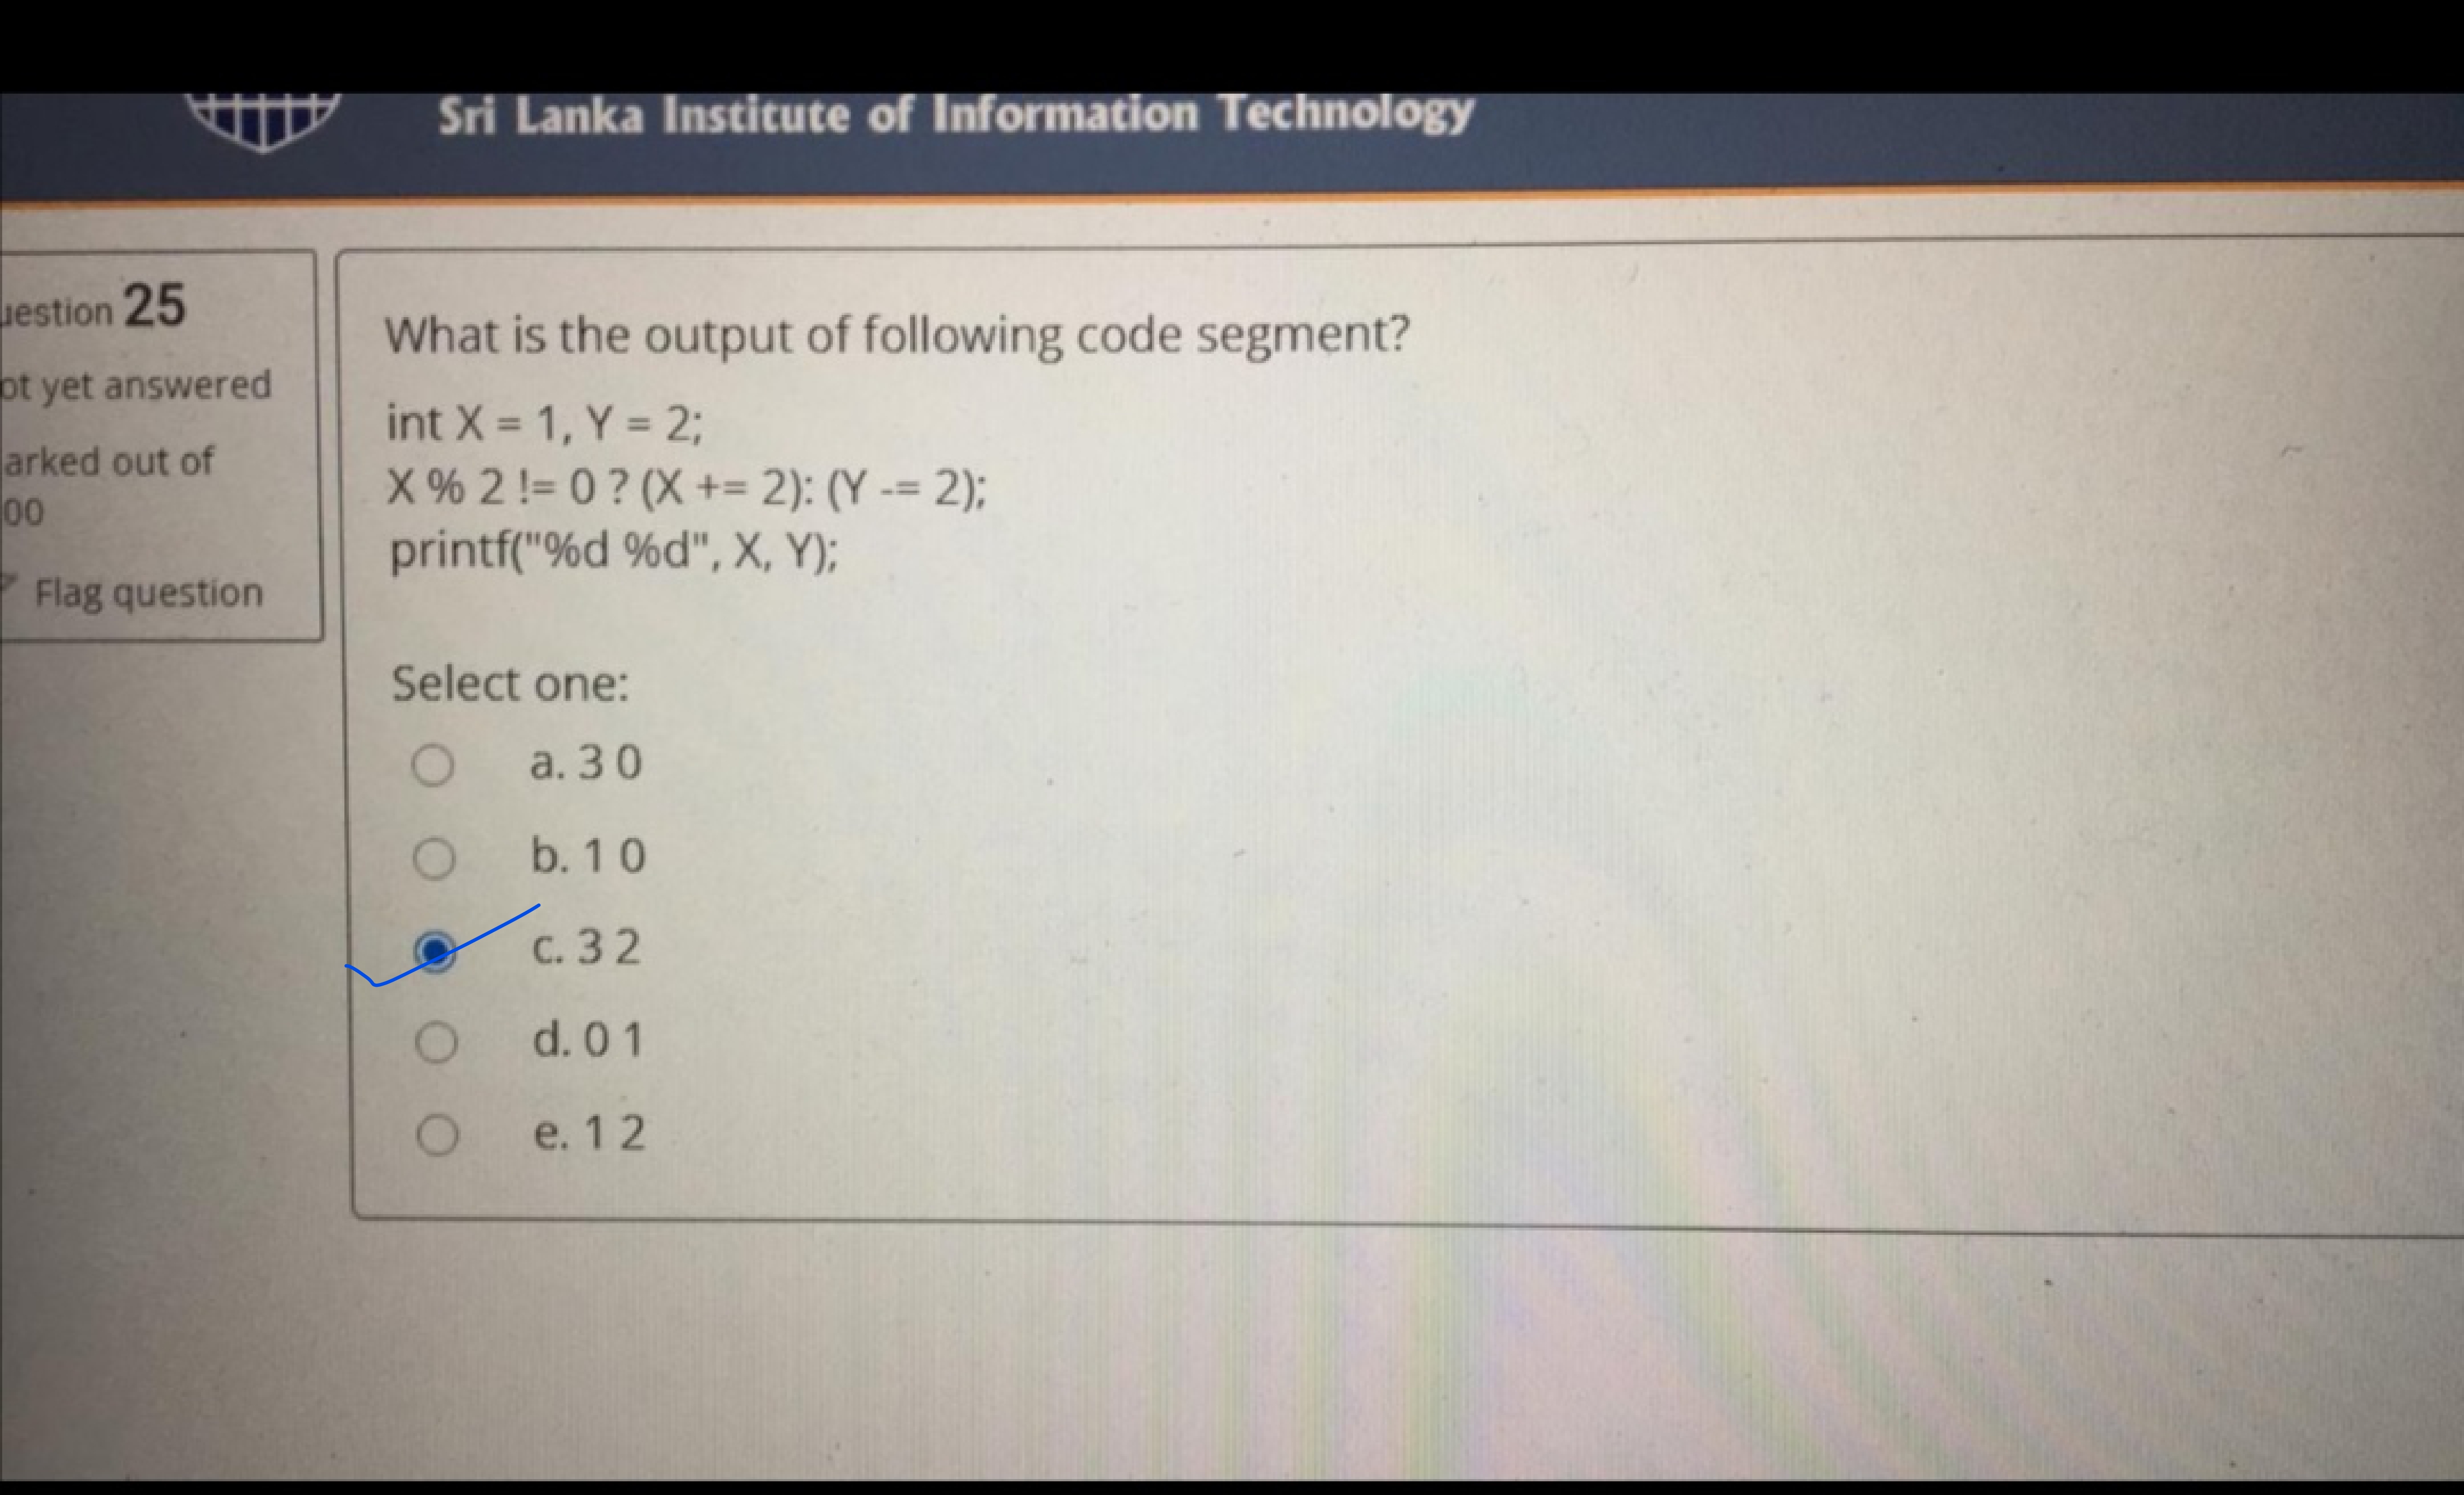 Sri Lanka Institute of Information Technology
uestion 25
ot yet answered
arked out of
00
Flag question
What is the output of following code segment?
int X = 1, Y = 2;
X % 2 != 0 ? (X += 2): (Y -= 2);
printf("%d %d", X, Y);
Select one:
a. 3 0
b. 1 0
c. 3 2
d. 0 1
e. 1 2